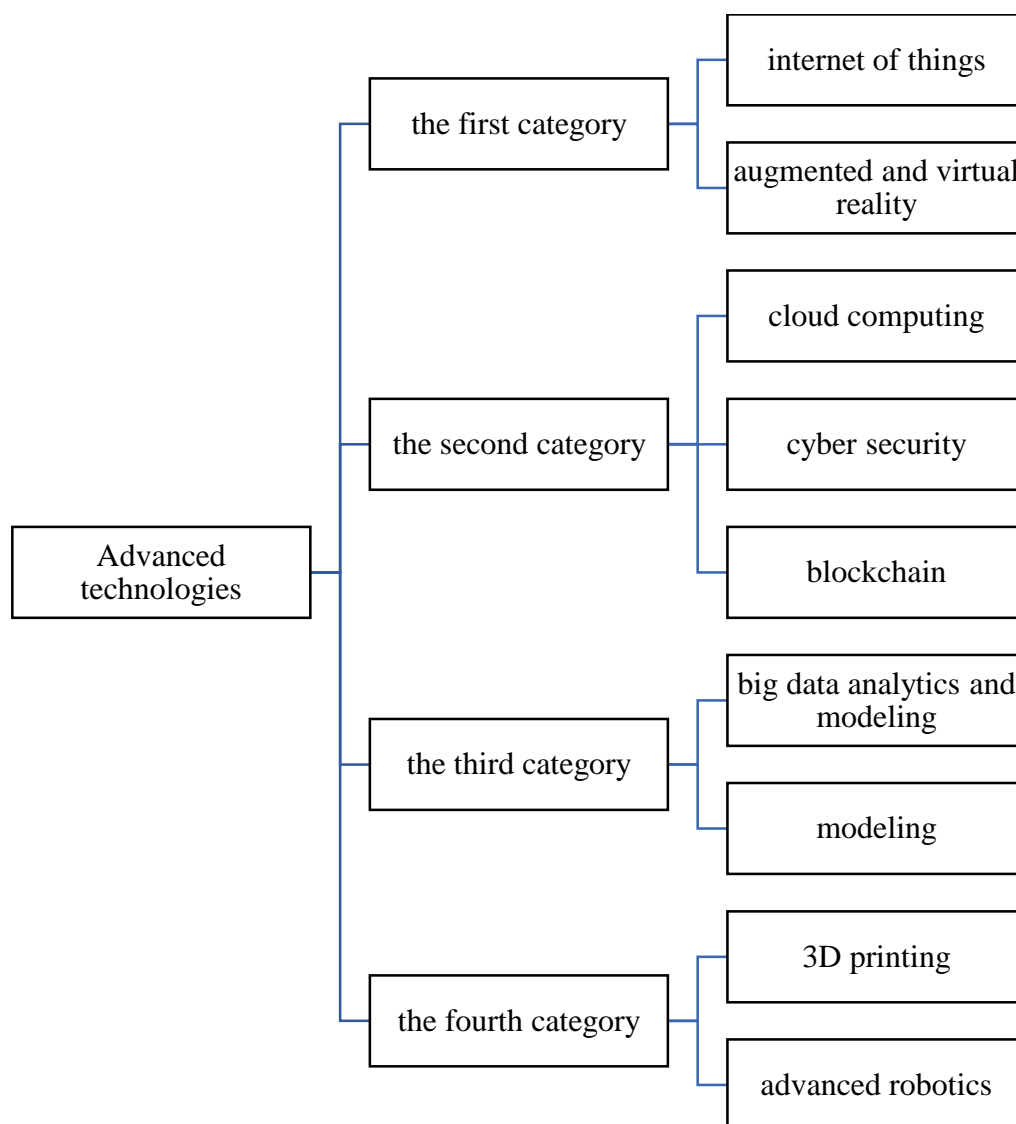 Advanced
technologies
the first category
internet of things
augmented and virtual
reality
the second category
cloud computing
cyber security
blockchain
the third category
big data analytics and
modeling
modeling
the fourth category
3D printing
advanced robotics